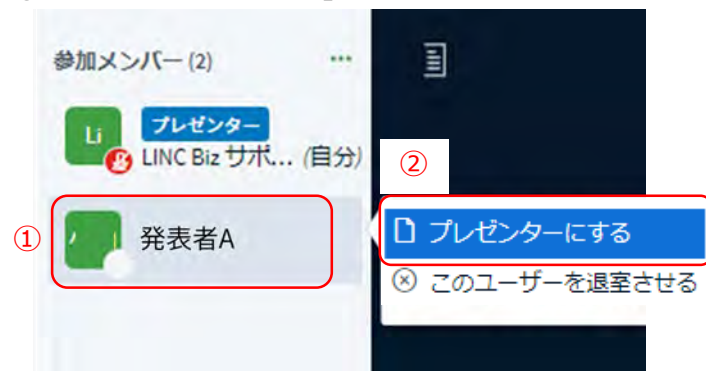 参加メンバー (2) ...
Li
プレゼンター
LINC Biz サポ... (自分)
②
① 発表者A
プレゼンターにする
このユーザーを退室させる